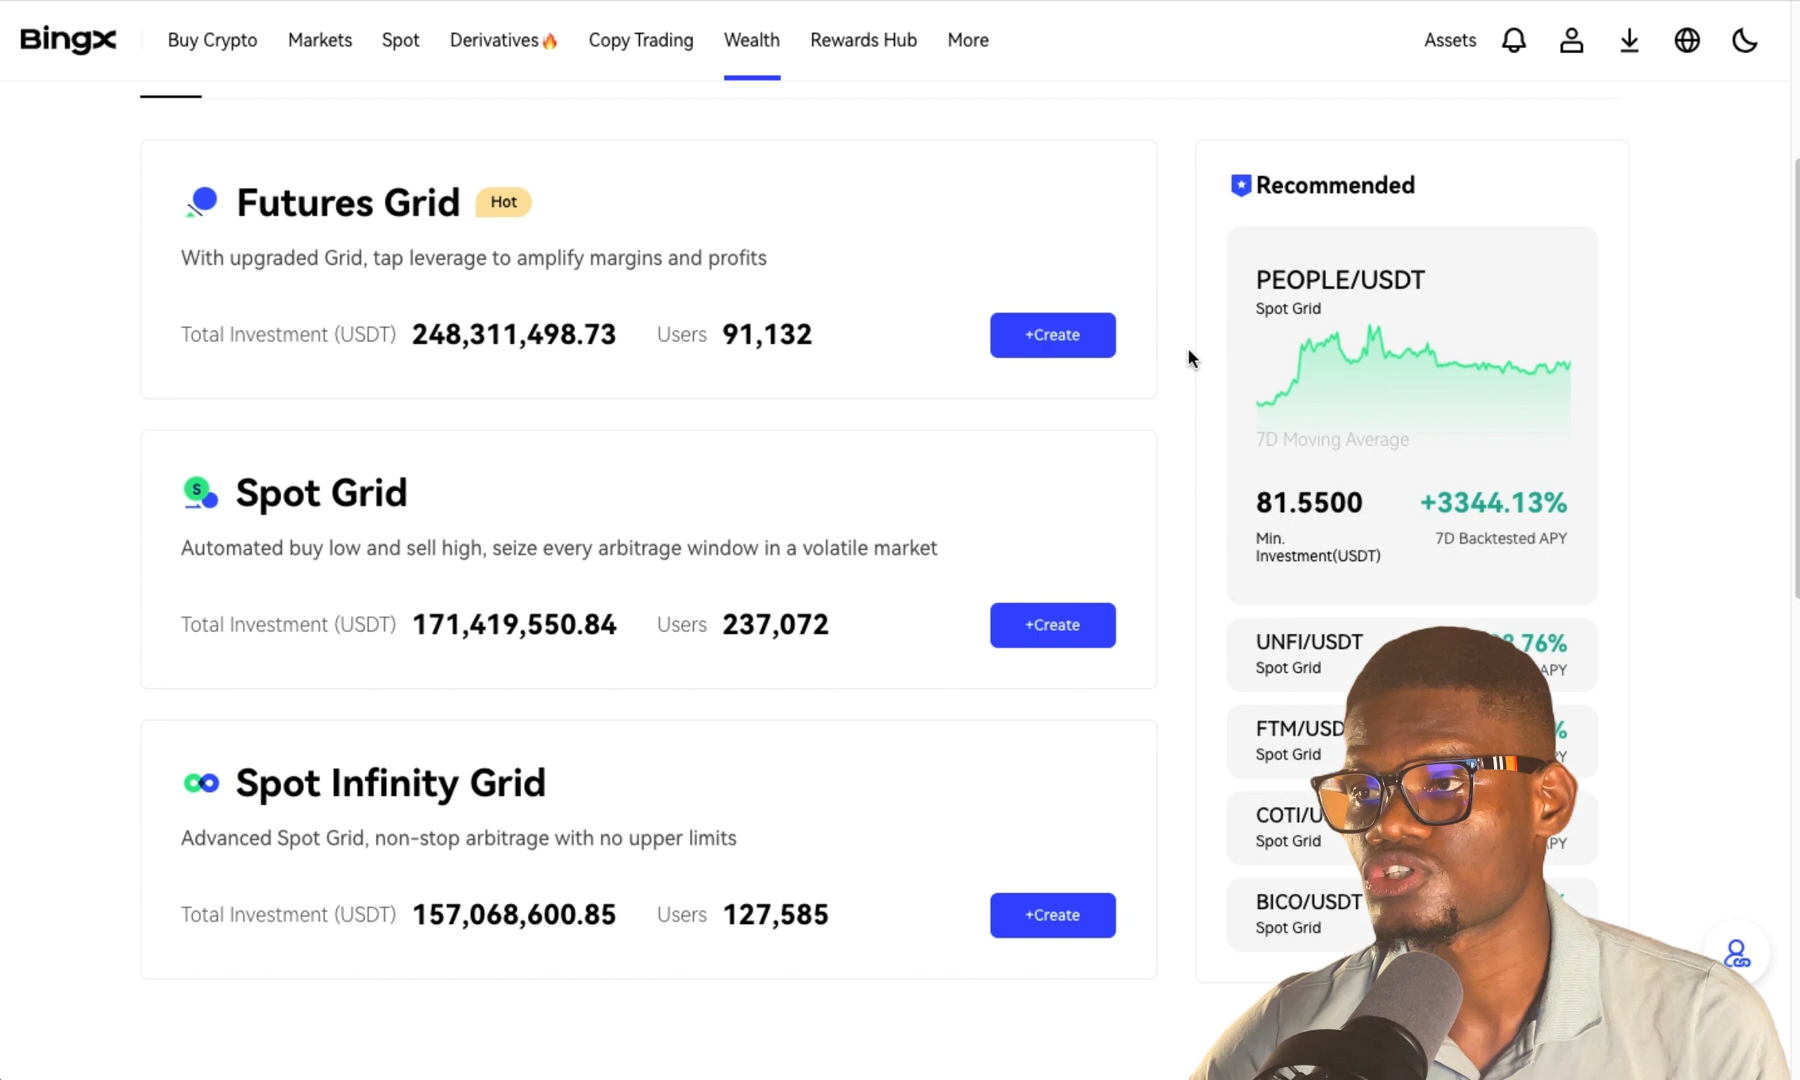 BingX
Buy Crypto Markets Spot Derivatives Copy Trading Wealth Rewards Hub More Assets
Futures Grid Hot
With upgraded Grid, tap leverage to amplify margins and profits
Total Investment (USDT) 248,311,498.73 Users 91,132 +Create
S Spot Grid
Automated buy low and sell high, seize every arbitrage window in a volatile market
Total Investment (USDT) 171,419,550.84 Users 237,072 +Create
Spot Infinity Grid
Advanced Spot Grid, non-stop arbitrage with no upper limits
Total Investment (USDT) 157,068,600.85 Users 127,585 +Create
Recommended
PEOPLE/USDT
Spot Grid
7D Moving Average
81.5500 +3344.13%
Min. 7D Backtested APY
Investment(USDT)
UNFI/USDT 8.76%
Spot Grid APY
FTM/USD %
Spot Grid
COTI/U
Spot Grid
BICO/USDT
Spot Grid